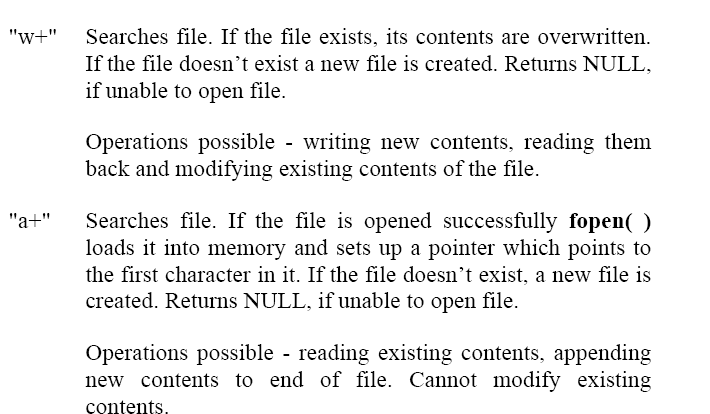 "w+" Searches file. If the file exists, its contents are overwritten.
If the file doesn’t exist a new file is created. Returns NULL,
if unable to open file.
Operations possible - writing new contents, reading them
back and modifying existing contents of the file.
"a+" Searches file. If the file is opened successfully fopen( )
loads it into memory and sets up a pointer which points to
the first character in it. If the file doesn’t exist, a new file is
created. Returns NULL, if unable to open file.
Operations possible - reading existing contents, appending
new contents to end of file. Cannot modify existing
contents.